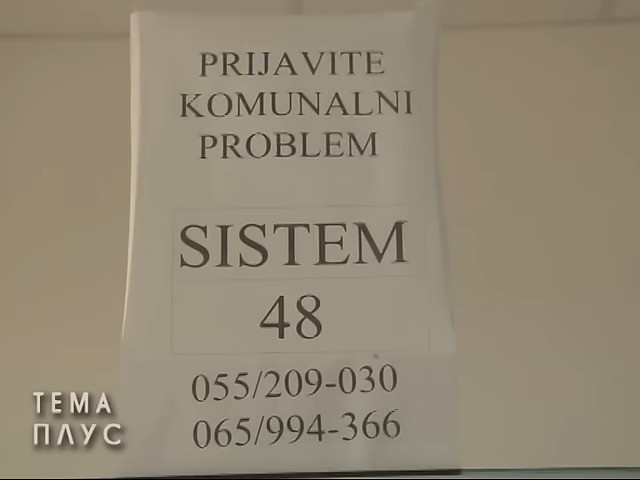 PRIJAVITE
KOMUNALNI
PROBLEM
SISTEM
48
055/209-030
065/994-366
ТЕМА
ПЛУС